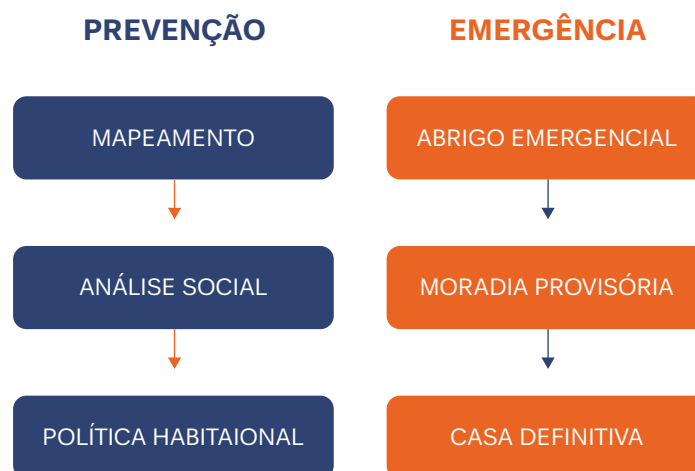 PREVENÇÃO
MAPEAMENTO
ANÁLISE SOCIAL
POLÍTICA HABITAIONAL
EMERGÊNCIA
ABRIGO EMERGENCIAL
MORADIA PROVISÓRIA
CASA DEFINITIVA